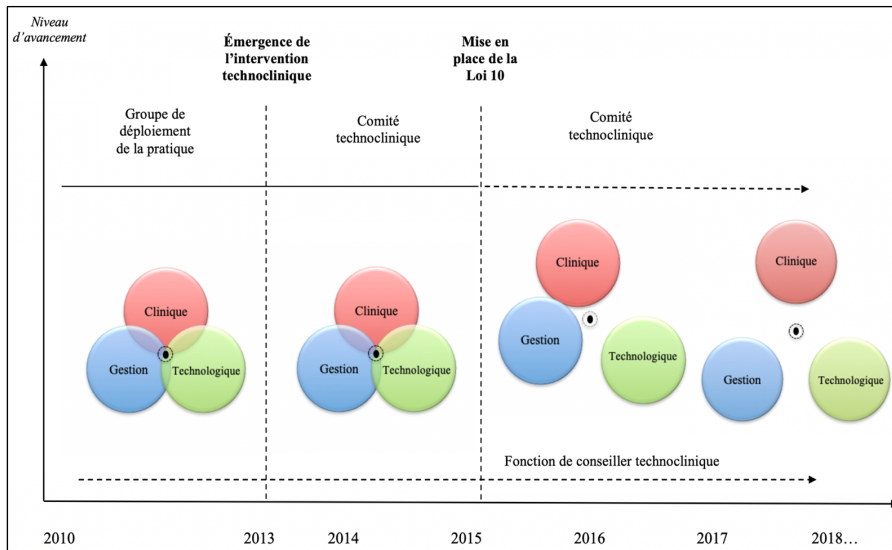 Niveau
d'avancement
Émergence de
l'intervention
technoclinique
Mise en
place de la
Loi 10
Groupe de
déploiement
de la pratique
Comité
technoclinique
Comité
technoclinique
Clinique
Gestion
Technologique
Clinique
Gestion
Technologique
Clinique
Gestion
Technologique
Clinique
Gestion
Technologique
Fonction de conseiller technoclinique
2010
2013
2014
2015
2016
2017
2018…